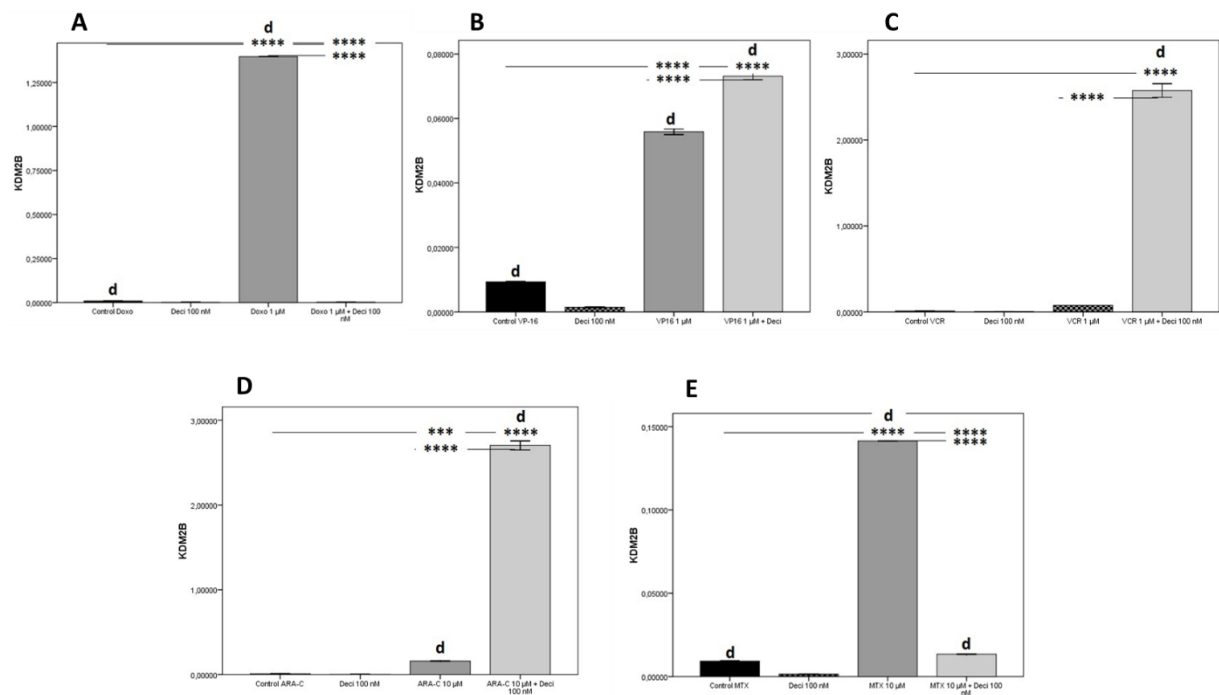 A
d
**** ****
****
KDM2B
1,25000
1,00000
0,75000
0,50000
0,25000
0,00000
d
Control Doxo
Deci 100 nM
Doxo 1 µM
Doxo 1 µM + Deci 100
nM
B
d
**** ****
****
d
d
KDM2B
0,08000
0,06000
0,04000
0,02000
0,00000
Control VP-16
Deci 100 nM
VP16 1 µM
VP16 1 µM + Deci
C
d
****
****
KDM2B
3,00000
2,00000
1,00000
0,00000
Control VCR
Deci 100 nM
VCR 1 µM
VCR 1 µM + Deci 100 nM
D
d
*** ****
****
d
KDM2B
3,00000
2,00000
1,00000
0,00000
Control ARA-C
Deci 100 nM
ARA-C 10 µM
ARA-C 10 µM + Deci
100 nM
E
d
**** ****
****
d
d
KDM2B
0,15000
0,10000
0,05000
0,00000
Control MTX
Deci 100 nM
MTX 10 µM
MTX 10 µM + Deci 100
nM